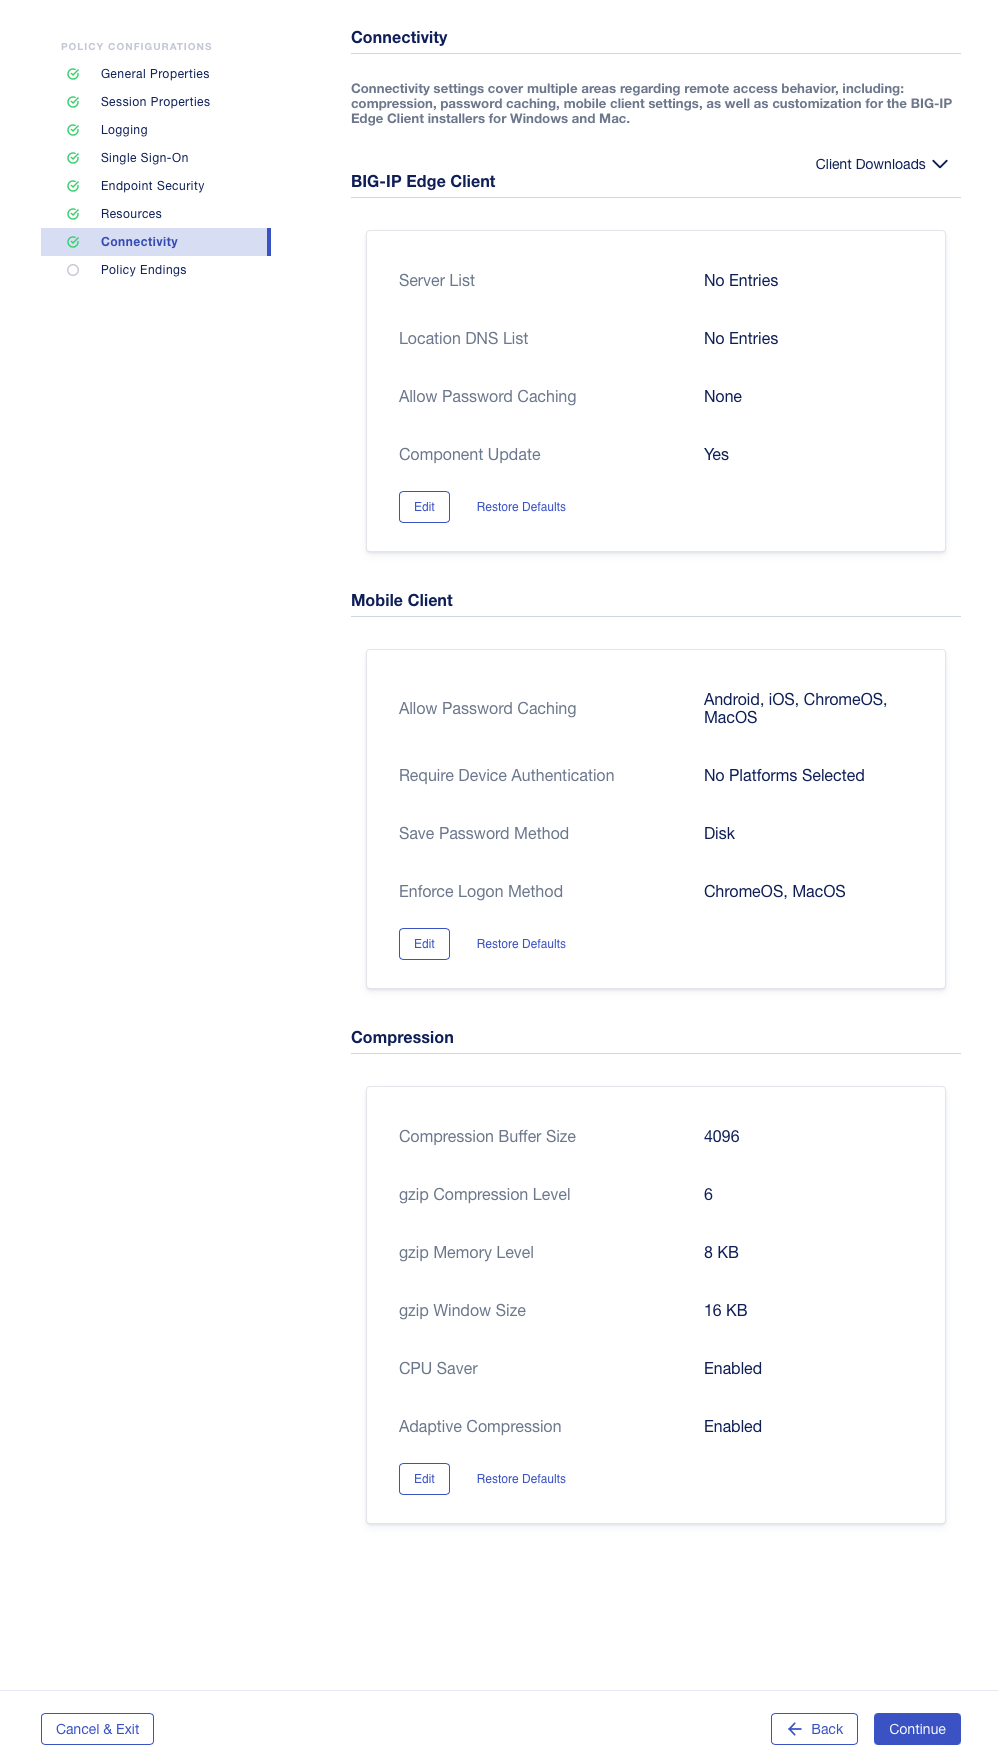 POLICY CONFIGURATIONS
General Properties
Session Properties
Logging
Single Sign-On
Endpoint Security
Resources
Connectivity
Policy Endings
Connectivity
Connectivity settings cover multiple areas regarding remote access behavior, including:
compression, password caching, mobile client settings, as well as customization for the BIG-IP
Edge Client installers for Windows and Mac.
Client Downloads
BIG-IP Edge Client
Server List No Entries
Location DNS List No Entries
Allow Password Caching None
Component Update Yes
Edit Restore Defaults
Mobile Client
Allow Password Caching Android, iOS, ChromeOS,
MacOS
Require Device Authentication No Platforms Selected
Save Password Method Disk
Enforce Logon Method ChromeOS, MacOS
Edit Restore Defaults
Compression
Compression Buffer Size 4096
gzip Compression Level 6
gzip Memory Level 8 KB
gzip Window Size 16 KB
CPU Saver Enabled
Adaptive Compression Enabled
Edit Restore Defaults
Cancel & Exit Back Continue